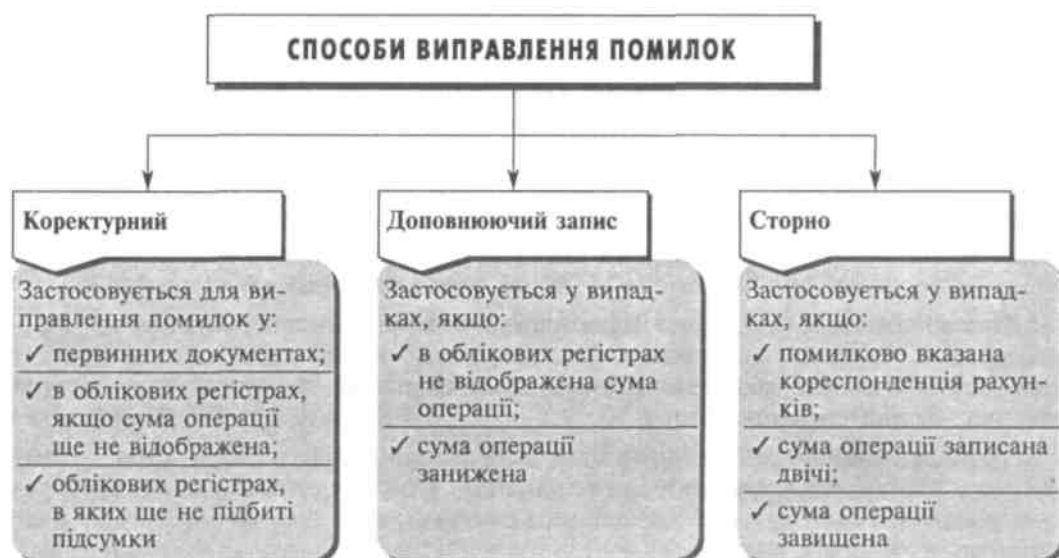 СПОСОБИ ВИПРАВЛЕННЯ ПОМИЛОК
Коректурний
Застосовується для ви-
правлення помилок у:
✓ первинних документах;
✓ в облікових регістрах,
якщо сума операції
ще не відображена;
✓ облікових регістрах,
в яких ще не підбиті
підсумки
Доповнюючий запис
Застосовується у випад-
ках, якщо:
✓ в облікових регістрах
не відображена сума
операції;
✓ сума операції
занижена
Сторно
Застосовується у випад-
ках, якщо:
✓ помилково вказана
кореспонденція рахун-
ків;
✓ сума операції записана
двічі;
✓ сума операції
завищена